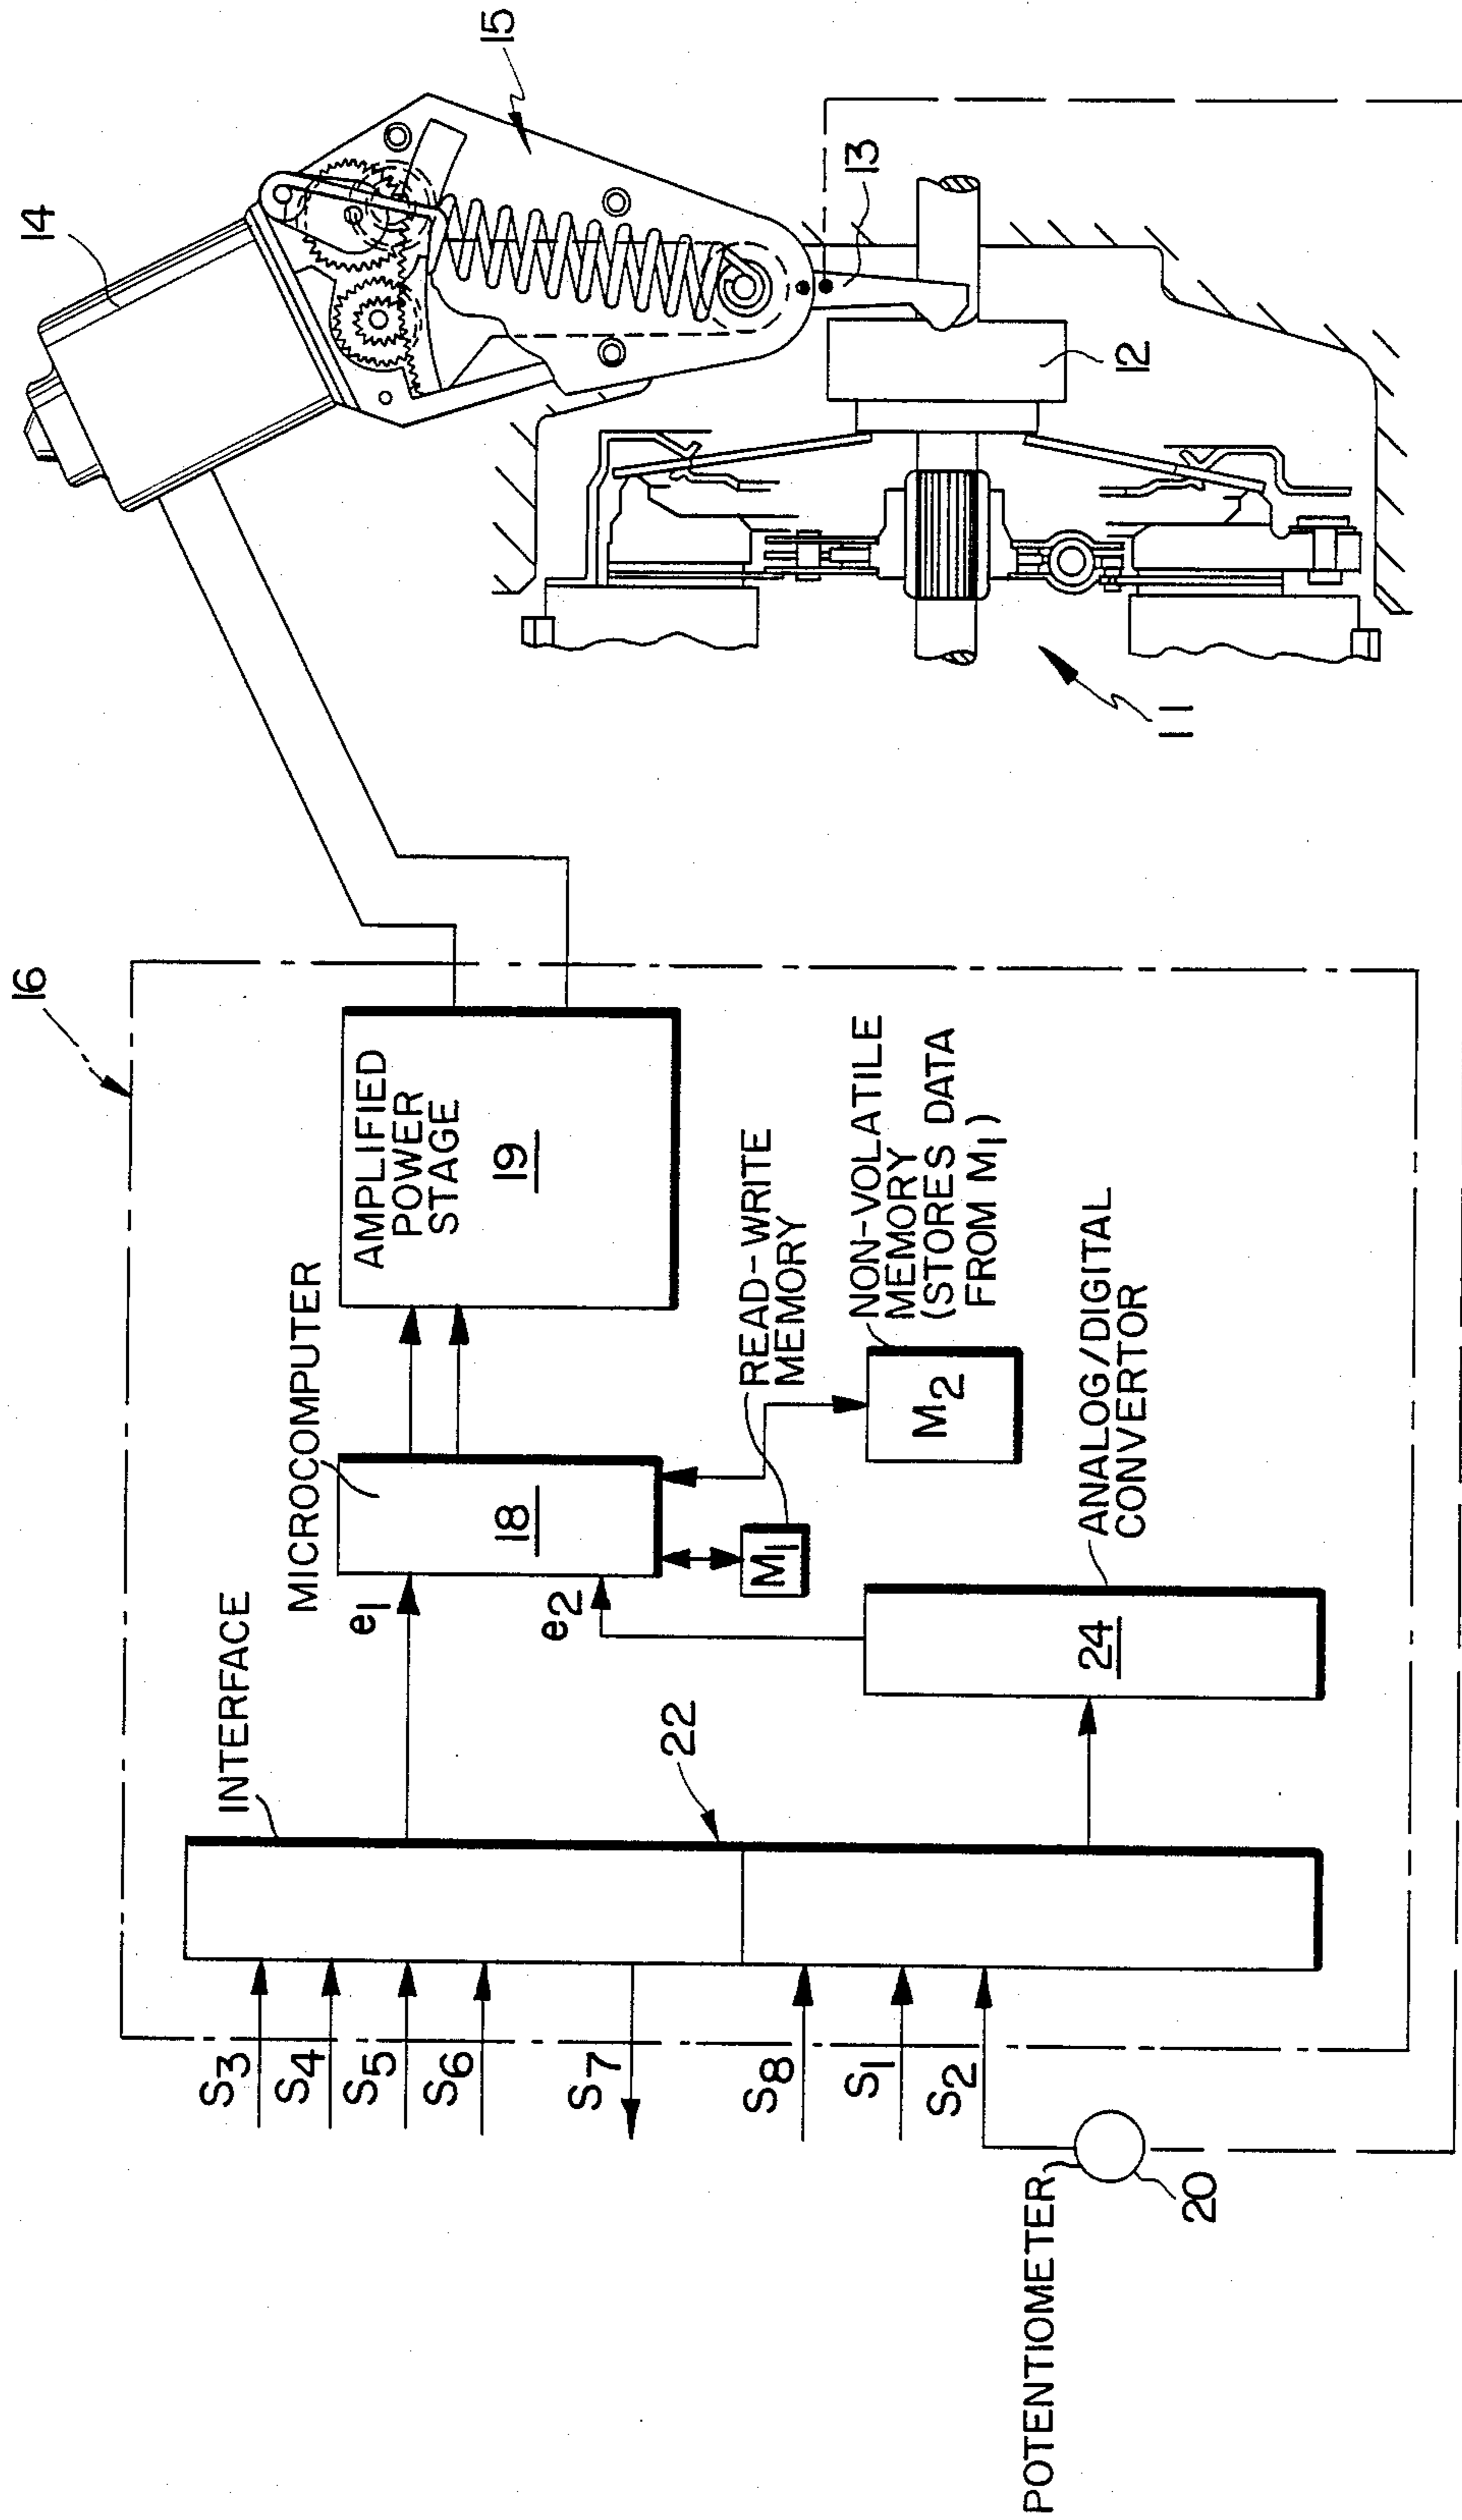 14
15
16
13
12
11
AMPLIFIED
POWER
STAGE
19
MICROCOMPUTER
18
READ-WRITE
MEMORY
NON-VOLATILE
MEMORY
(STORES DATA
FROM M1)
M1
M2
e1
e2
INTERFACE
22
24
ANALOG/DIGITAL
CONVERTOR
S3
S4
S5
S6
S7
S8
S1
S2
POTENTIOMETER
20